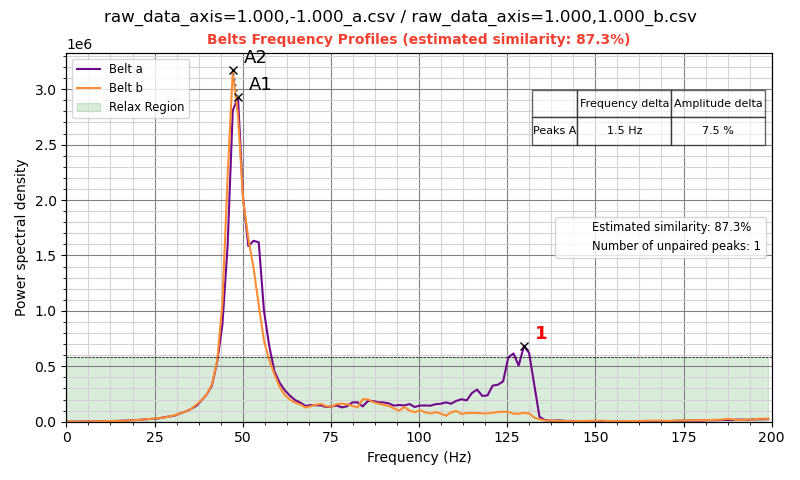 raw_data_axis=1.000,-1.000_a.csv / raw_data_axis=1.000,1.000_b.csv
Belts Frequency Profiles (estimated similarity: 87.3%)
1e6
A2
A1
Belt a
Belt b
Relax Region
Frequency delta Amplitude delta
Peaks A 1.5 Hz 7.5 %
Estimated similarity: 87.3%
Number of unpaired peaks: 1
1
Power spectral density
3.0
2.5
2.0
1.5
1.0
0.5
0.0
0 25 50 75 100 125 150 175 200
Frequency (Hz)